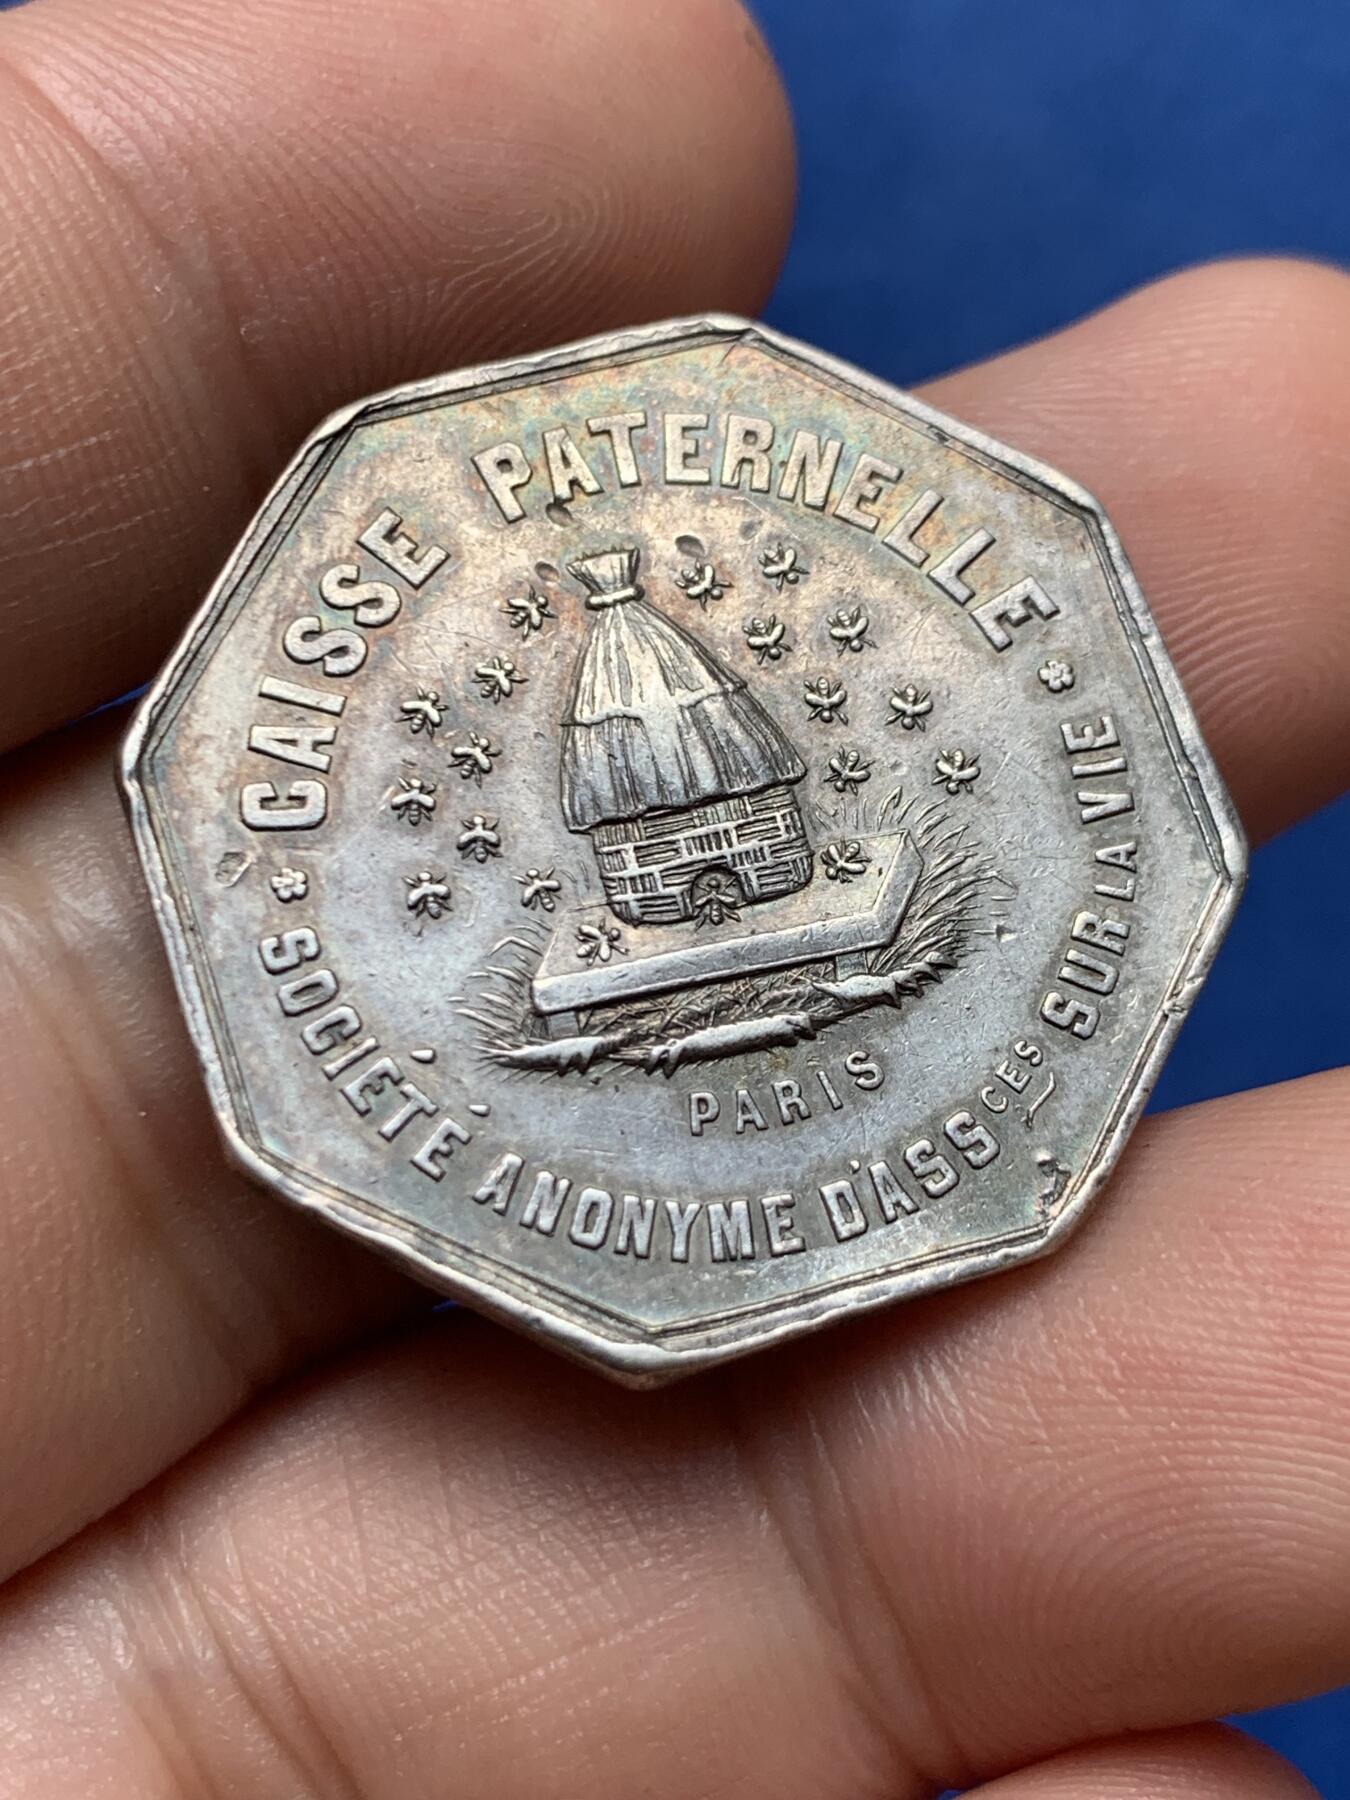 CAISSE PATERNELLE
SOCIÉTÉ ANONYME D'ASSCES SUR LA VIE
PARIS